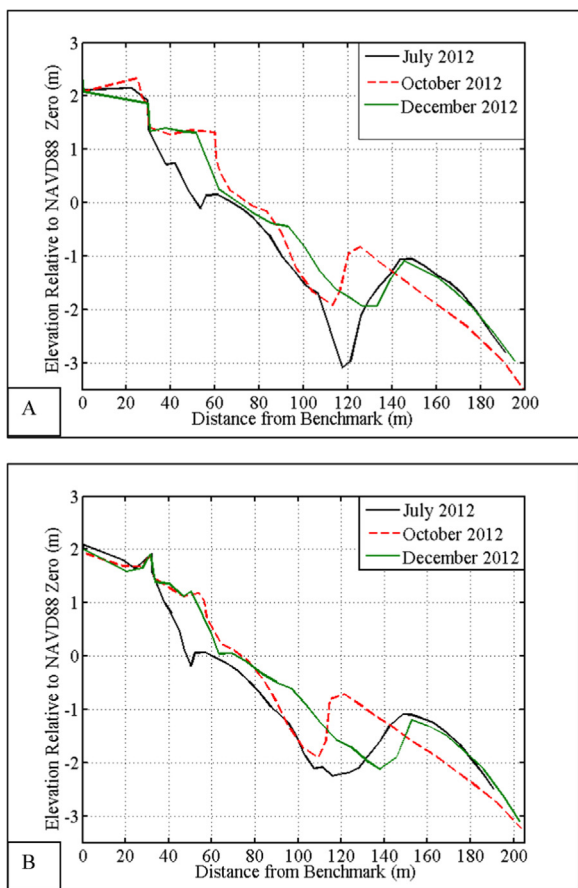 3
2
1
0
-1
-2
-3
Elevation Relative to NAVD88 Zero (m)
July 2012
October 2012
December 2012
0 20 40 60 80 100 120 140 160 180 200
Distance from Benchmark (m)
A
3
2
1
0
-1
-2
-3
Elevation Relative to NAVD88 Zero (m)
July 2012
October 2012
December 2012
0 20 40 60 80 100 120 140 160 180 200
Distance from Benchmark (m)
B